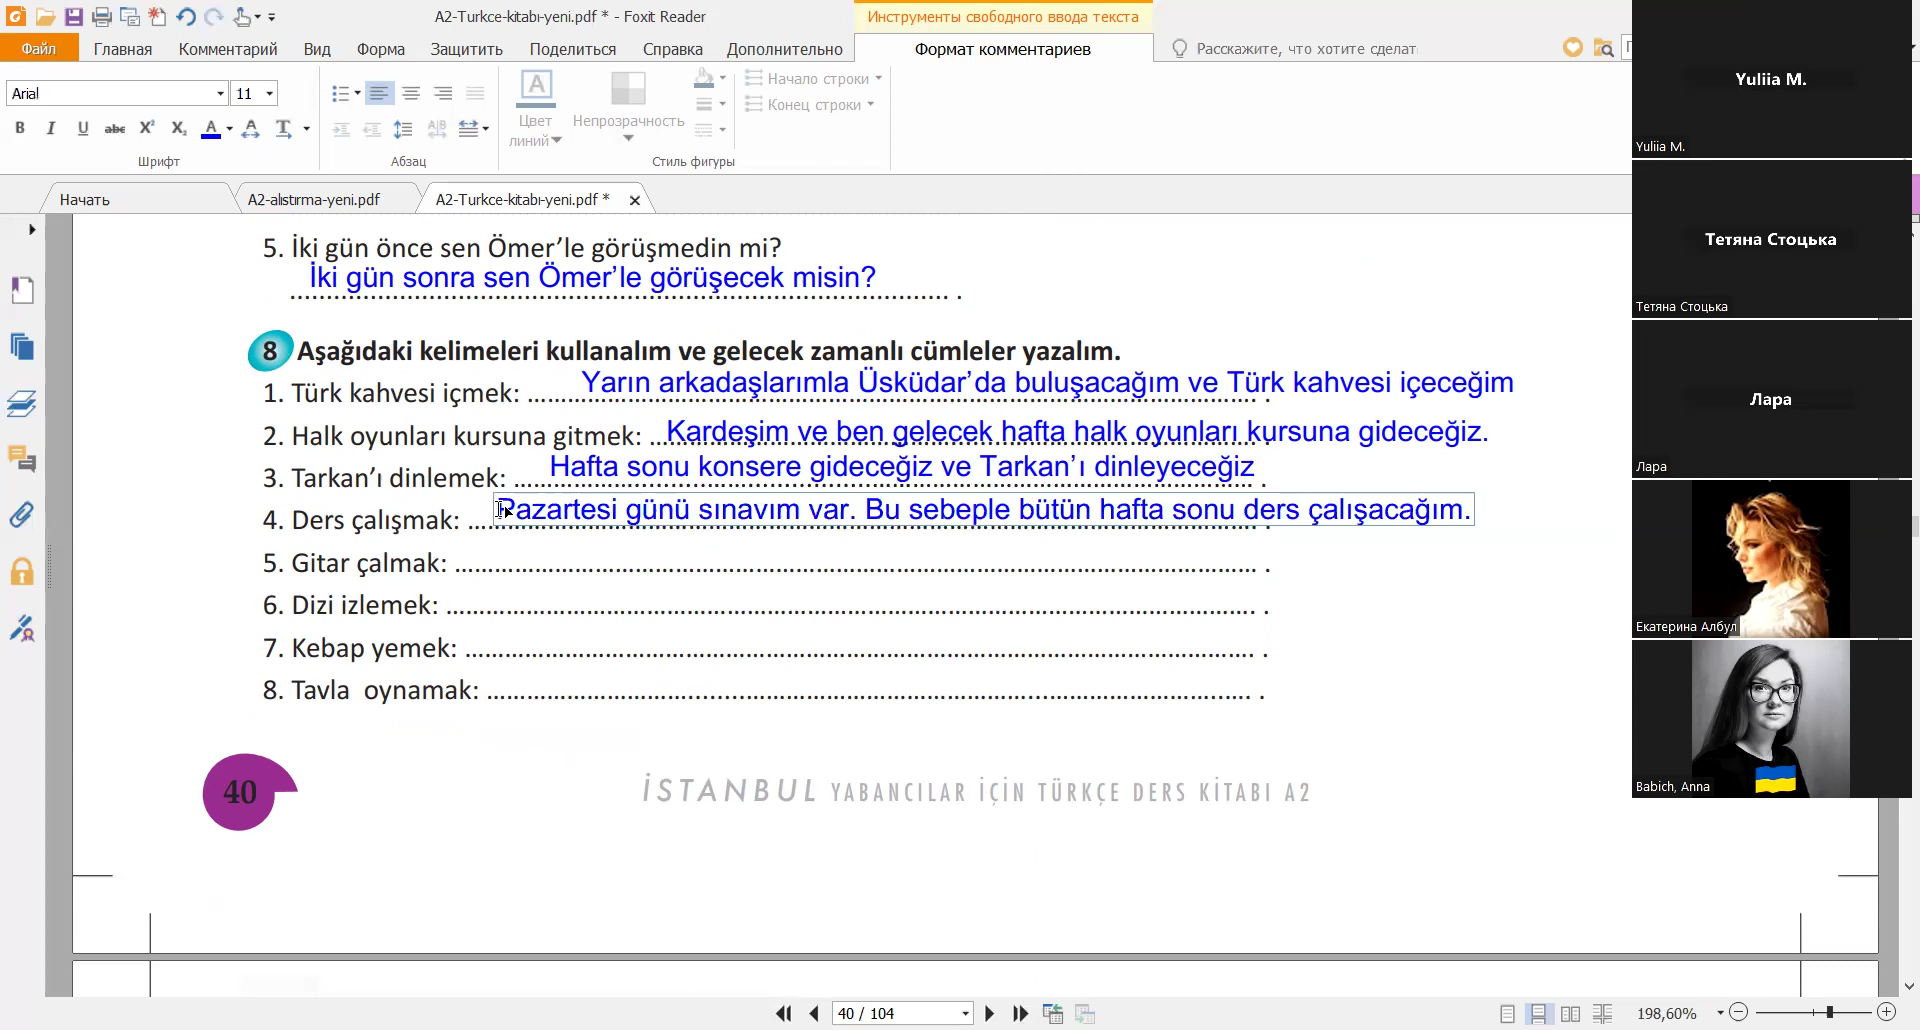 A2-Turkce-kitabı-yeni.pdf * - Foxit Reader
Инструменты свободного ввода текста
Файл Главная Комментарий Вид Форма Защитить Поделиться Справка Дополнительно Формат комментариев Расскажите, что хотите сделат
Arial 11
Цвет линий
Непрозрачность
Начало строки
Конец строки
Шрифт Абзац Стиль фигуры
Начать A2-alıstırma-yeni.pdf A2-Turkce-kitabı-yeni.pdf *
5. İki gün önce sen Ömer’le görüşmedin mi?
İki gün sonra sen Ömer’le görüşecek misin?
8 Aşağıdaki kelimeleri kullanalım ve gelecek zamanlı cümleler yazalım.
1. Türk kahvesi içmek: Yarın arkadaşlarımla Üsküdar’da buluşacağım ve Türk kahvesi içeceğim
2. Halk oyunları kursuna gitmek: Kardeşim ve ben gelecek hafta halk oyunları kursuna gideceğiz.
3. Tarkan’ı dinlemek: Hafta sonu konsere gideceğiz ve Tarkan’ı dinleyeceğiz
4. Ders çalışmak: Pazartesi günü sınavım var. Bu sebeple bütün hafta sonu ders çalışacağım.
5. Gitar çalmak:
6. Dizi izlemek:
7. Kebap yemek:
8. Tavla oynamak:
40
İSTANBUL YABANCILAR İÇİN TÜRKÇE DERS KİTABI A2
40 / 104
198,60%
Yuliia M.
Yuliia M.
Тетяна Стоцька
Тетяна Стоцька
Лара
Лара
Екатерина Албул
Babich, Anna